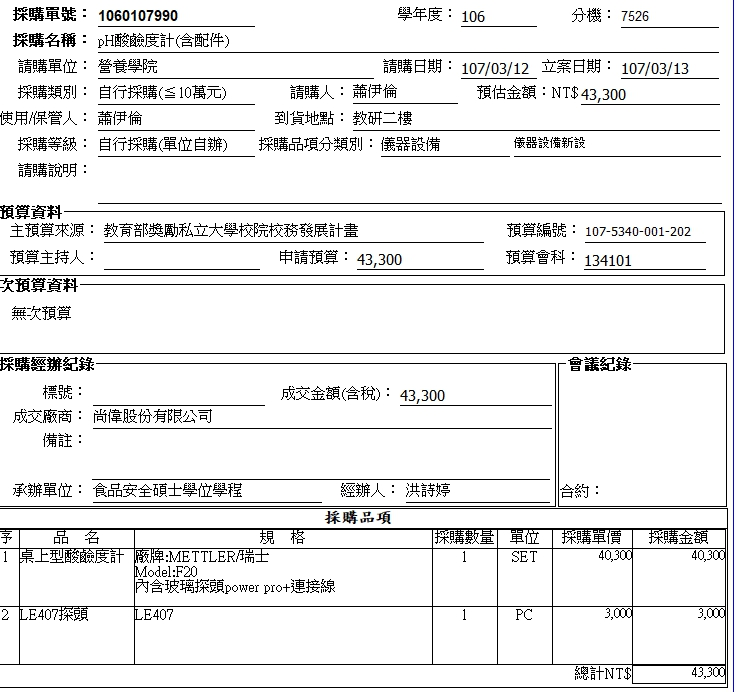 採購單號： 1060107990 學年度： 106 分機： 7526
採購名稱： pH酸鹼度計(含配件)
請購單位： 營養學院 請購日期： 107/03/12 立案日期： 107/03/13
採購類別： 自行採購(≦10萬元) 請購人： 蕭伊倫 預估金額：NT$ 43,300
使用/保管人： 蕭伊倫 到貨地點： 教研二樓
採購等級： 自行採購(單位自辦) 採購品項分類別： 儀器設備 儀器設備新設
請購說明：
預算資料
主預算來源： 教育部獎勵私立大學校院校務發展計畫 預算編號： 107-5340-001-202
預算主持人： 申請預算： 43,300 預算會科： 134101
次預算資料
無次預算
採購經辦紀錄 會議紀錄
標號： 成交金額(含稅)： 43,300
成交廠商： 尚偉股份有限公司
備註：
承辦單位： 食品安全碩士學位學程 經辦人： 洪詩婷 合約：
採購品項
序 品 名 規 格 採購數量 單位 採購單價 採購金額
1 桌上型酸鹼度計 廠牌:METTLER/瑞士 1 SET 40,300 40,300
Model:F20
內含玻璃探頭power pro+連接線
2 LE407探頭 LE407 1 PC 3,000 3,000
總計NT$ 43,300